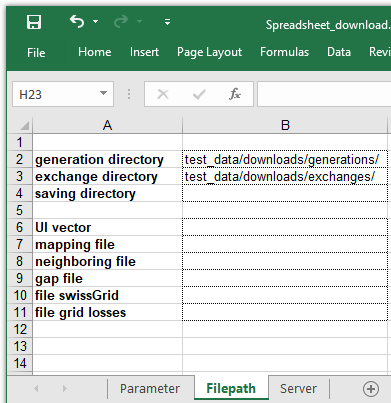 Spreadsheet_download.
File Home Insert Page Layout Formulas Data Revi
H23 fx
A B
1
2 generation directory test_data/downloads/generations/
3 exchange directory test_data/downloads/exchanges/
4 saving directory
5
6 UI vector
7 mapping file
8 neighboring file
9 gap file
10 file swissGrid
11 file grid losses
12
13
14
Parameter Filepath Server